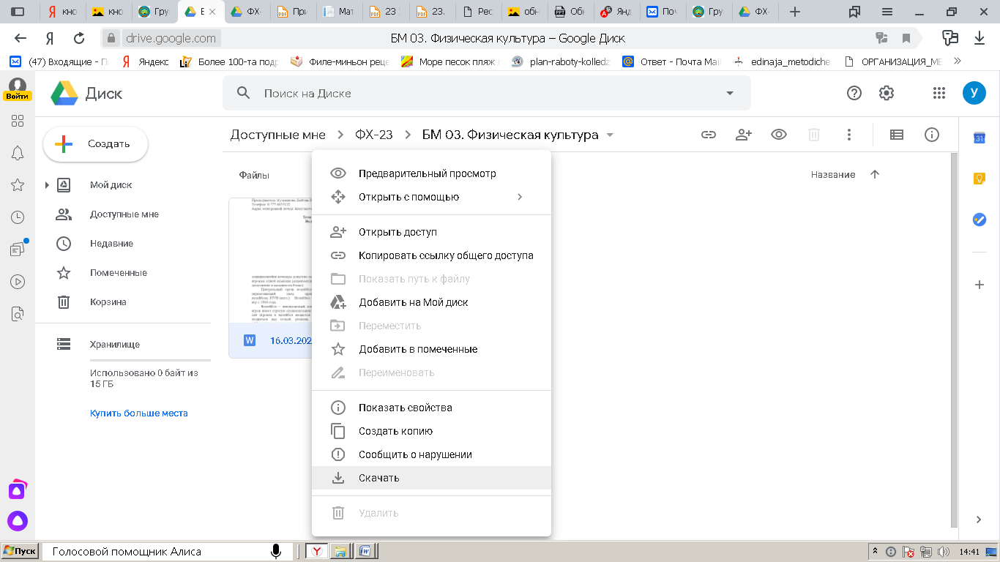 кно
кно
Гру
Б
ФХ-
При
Мат
23 :
23.
Рес
обн
Обн
Янд
Поч
Гру
ФХ-
drive.google.com
БМ 03. Физическая культура – Google Диск
(47) Входящие - П
Яндекс
Более 100-та подр
Филе-миньон реце
Море песок пляж
plan-raboty-kolledz
Ответ - Почта Mail
edinaja_metodiche
ОРГАНИЗАЦИЯ_МЕ
Войти
Диск
Поиск на Диске
У
Создать
Доступные мне
ФХ-23
БМ 03. Физическая культура
31
Файлы
Название
Мой диск
Доступные мне
Недавние
Помеченные
Корзина
Хранилище
Использовано 0 байт из
15 ГБ
Купить больше места
W
16.03.202
Предварительный просмотр
Открыть с помощью
Открыть доступ
Копировать ссылку общего доступа
Показать путь к файлу
Добавить на Мой диск
Переместить
Добавить в помеченные
Переименовать
Показать свойства
Создать копию
Сообщить о нарушении
Скачать
Удалить
Пуск
Голосовой помощник Алиса
14:41